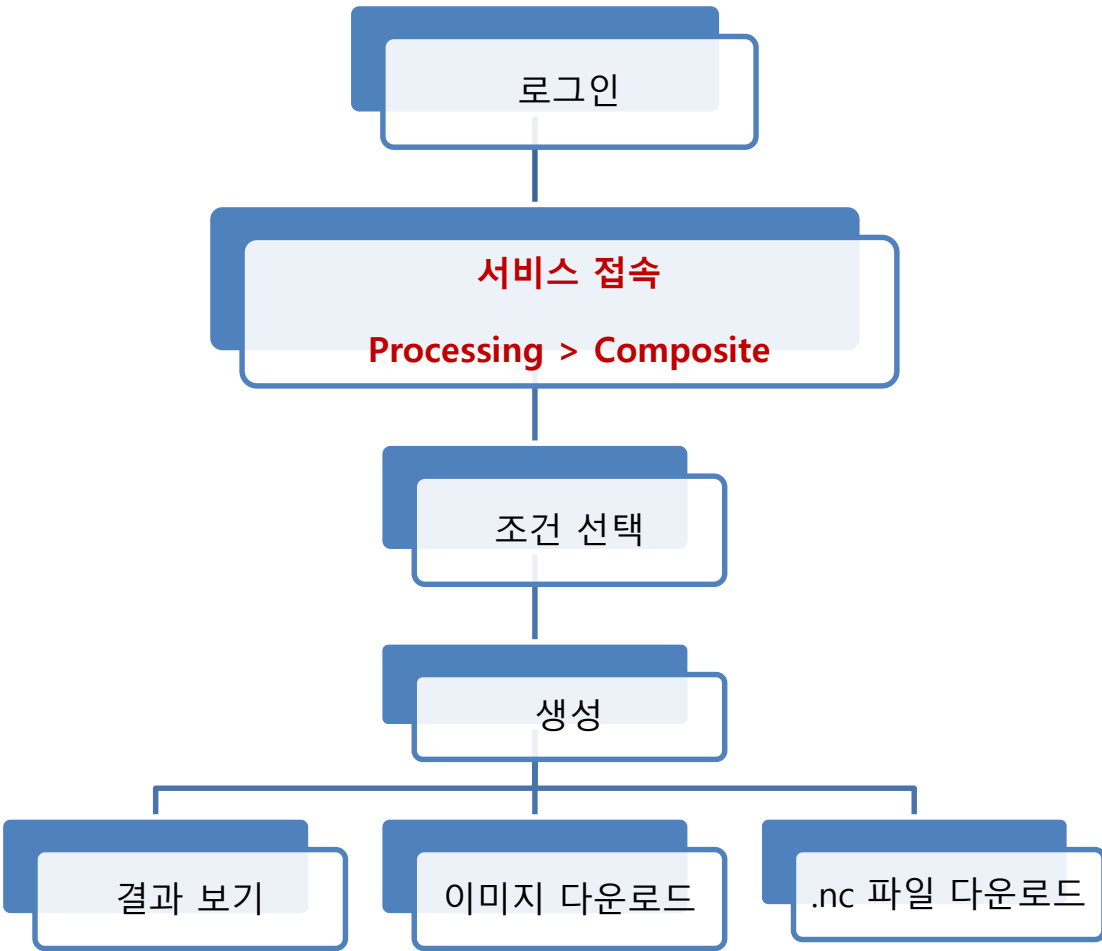 로그인
서비스 접속
Processing > Composite
조건 선택
생성
결과 보기
이미지 다운로드
.nc 파일 다운로드